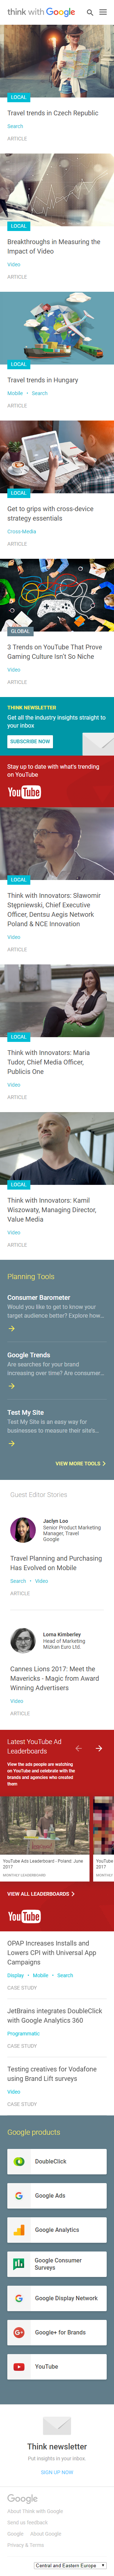 think with Google
LOCAL
Travel trends in Czech Republic
Search
ARTICLE
LOCAL
Breakthroughs in Measuring the
Impact of Video
Video
ARTICLE
LOCAL
Travel trends in Hungary
Mobile • Search
ARTICLE
LOCAL
Get to grips with cross-device
strategy essentials
Cross-Media
ARTICLE
GLOBAL
3 Trends on YouTube That Prove
Gaming Culture Isn't So Niche
Video
ARTICLE
THINK NEWSLETTER
Get all the industry insights straight to
your inbox
SUBSCRIBE NOW
Stay up to date with what's trending
on YouTube
YouTube
LOCAL
Think with Innovators: Sławomir
Stępniewski, Chief Executive
Officer, Dentsu Aegis Network
Poland & NCE Innovation
Video
ARTICLE
LOCAL
Think with Innovators: Maria
Tudor, Chief Media Officer,
Publicis One
Video
ARTICLE
LOCAL
Think with Innovators: Kamil
Wiszowaty, Managing Director,
Value Media
Video
ARTICLE
Planning Tools
Consumer Barometer
Would you like to get to know your
target audience better? Explore how...
Google Trends
Are searches for your brand
increasing over time? Are consumer...
Test My Site
Test My Site is an easy way for
businesses to measure their site's...
VIEW MORE TOOLS
Guest Editor Stories
Jaclyn Loo
Senior Product Marketing
Manager, Travel
Google
Travel Planning and Purchasing
Has Evolved on Mobile
Search • Video
ARTICLE
Lorna Kimberley
Head of Marketing
Mizkan Euro Ltd.
Cannes Lions 2017: Meet the
Mavericks - Magic from Award
Winning Advertisers
Video
ARTICLE
Latest YouTube Ad
Leaderboards
View the ads people are watching
on YouTube and celebrate with the
brands and agencies who created
them
YouTube Ads Leaderboard - Poland: June
2017
MONTHLY LEADERBOARD
YouTube
2017
MONTHLY
VIEW ALL LEADERBOARDS
YouTube
OPAP Increases Installs and
Lowers CPI with Universal App
Campaigns
Display • Mobile • Search
CASE STUDY
JetBrains integrates DoubleClick
with Google Analytics 360
Programmatic
CASE STUDY
Testing creatives for Vodafone
using Brand Lift surveys
Video
CASE STUDY
Google products
DoubleClick
Google Ads
Google Analytics
Google Consumer
Surveys
Google Display Network
Google+ for Brands
YouTube
Think newsletter
Put insights in your inbox.
SIGN UP NOW
Google
About Think with Google
Send us feedback
Google About Google
Privacy & Terms
Central and Eastern Europe